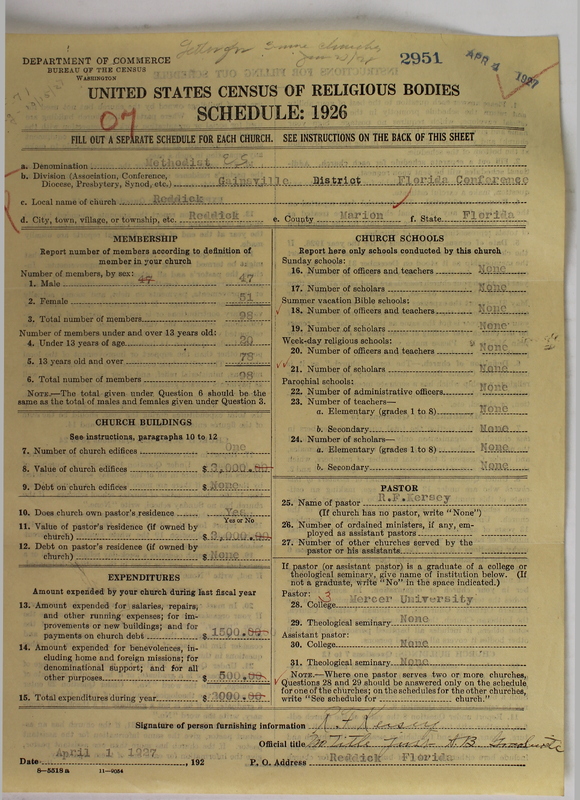 DEPARTMENT OF COMMERCE
BUREAU OF THE CENSUS
WASHINGTON
2951
APR 4 1927
UNITED STATES CENSUS OF RELIGIOUS BODIES
SCHEDULE: 1926
07
FILL OUT A SEPARATE SCHEDULE FOR EACH CHURCH. SEE INSTRUCTIONS ON THE BACK OF THIS SHEET
a. Denomination Methodist E.S.
b. Division (Association, Conference, Diocese, Presbytery, Synod, etc.) Gainsville District Florida Conference
c. Local name of church Reddick
d. City, town, village, or township, etc. Reddick e. County Marion f. State Florida
MEMBERSHIP
Report number of members according to definition of
member in your church
Number of members, by sex:
1. Male 47 47
2. Female 51
3. Total number of members 98
Number of members under and over 13 years old:
4. Under 13 years of age 20
5. 13 years old and over 78
6. Total number of members 98
NOTE.—The total given under Question 6 should be the
same as the total of males and females given under Question 3.
CHURCH BUILDINGS
See instructions, paragraphs 10 to 12
7. Number of church edifices One
8. Value of church edifices $3,000.00
9. Debt on church edifices $None
10. Does church own pastor's residence Yes
Yes or No
11. Value of pastor's residence (if owned by
church) $3,000.00
12. Debt on pastor's residence (if owned by
church) $None
EXPENDITURES
Amount expended by your church during last fiscal year
13. Amount expended for salaries, repairs,
and other running expenses; for im-
provements or new buildings; and for
payments on church debt $1500.00
14. Amount expended for benevolences, in-
cluding home and foreign missions; for
denominational support; and for all
other purposes $500.00
15. Total expenditures during year $2000.00
CHURCH SCHOOLS
Report here only schools conducted by this church
Sunday schools:
16. Number of officers and teachers None
17. Number of scholars None
Summer vacation Bible schools:
18. Number of officers and teachers None
19. Number of scholars None
Week-day religious schools:
20. Number of officers and teachers None
21. Number of scholars None
Parochial schools:
22. Number of administrative officers None
23. Number of teachers—
a. Elementary (grades 1 to 8) None
b. Secondary None
24. Number of scholars—
a. Elementary (grades 1 to 8) None
b. Secondary None
PASTOR
25. Name of pastor R.F.Kersey
(If church has no pastor, write "None")
26. Number of ordained ministers, if any, em-
ployed as assistant pastors
27. Number of other churches served by the
pastor or his assistants
If pastor (or assistant pastor) is a graduate of a college or
theological seminary, give name of institution below. (If
not a graduate, write "No" in the space indicated.)
Pastor: 3
28. College Mercer University
29. Theological seminary None
Assistant pastor:
30. College None
31. Theological seminary None
NOTE.—Where one pastor serves two or more churches,
Questions 28 and 29 should be answered only on the schedule
for one of the churches; on the schedules for the other churches,
write "See schedule for church."
Signature of person furnishing information R F Kersey
Official title No Title
Date April 1 1927, 192 P. O. Address Reddick Florida
8—5318 a 11—9054